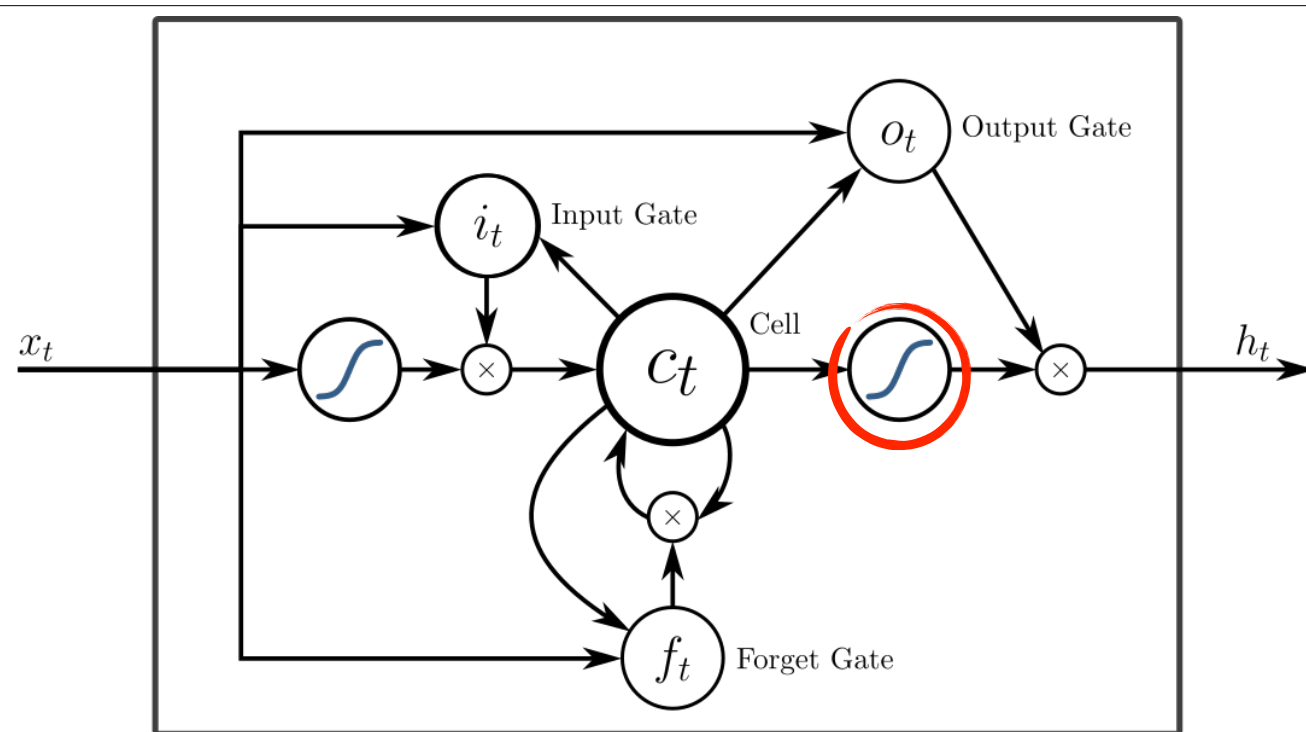 o_t Output Gate
i_t Input Gate
Cell
x_t
×
c_t
×
h_t
×
f_t Forget Gate